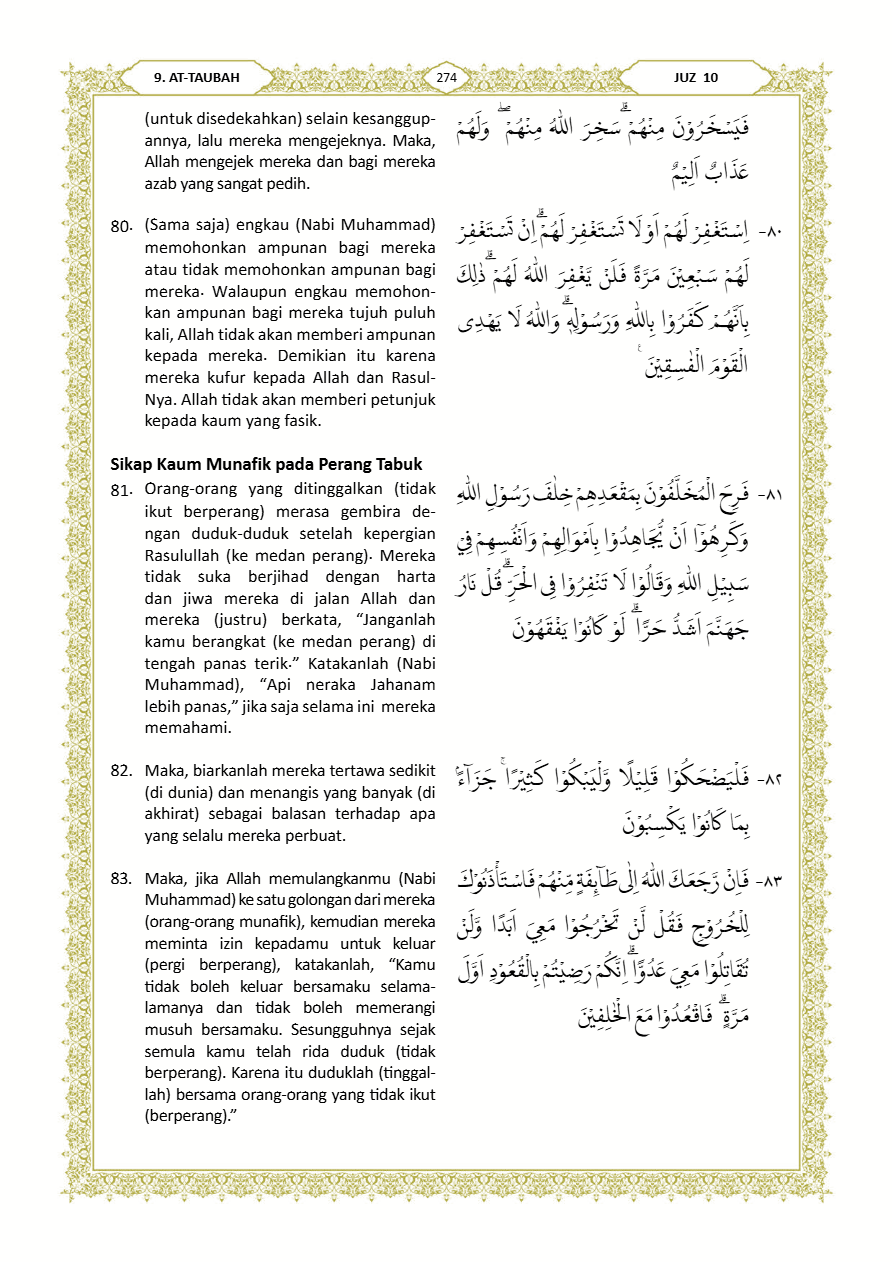 9. AT-TAUBAH
274
JUZ 10
(untuk disedekahkan) selain kesanggup-
annya, lalu mereka mengejeknya. Maka,
Allah mengejek mereka dan bagi mereka
azab yang sangat pedih.
فَيَسْخَرُوْنَ مِنْهُمْۗ سَخِرَ اللّٰهُ مِنْهُمْۖ وَلَهُمْ
عَذَابٌ اَلِيْمٌ
80. (Sama saja) engkau (Nabi Muhammad)
memohonkan ampunan bagi mereka
atau tidak memohonkan ampunan bagi
mereka. Walaupun engkau memohon-
kan ampunan bagi mereka tujuh puluh
kali, Allah tidak akan memberi ampunan
kepada mereka. Demikian itu karena
mereka kufur kepada Allah dan Rasul-
Nya. Allah tidak akan memberi petunjuk
kepada kaum yang fasik.
٨٠- اِسْتَغْفِرْ لَهُمْ اَوْ لَا تَسْتَغْفِرْ لَهُمْۗ اِنْ تَسْتَغْفِرْ
لَهُمْ سَبْعِيْنَ مَرَّةً فَلَنْ يَّغْفِرَ اللّٰهُ لَهُمْۗ ذٰلِكَ
بِاَنَّهُمْ كَفَرُوْا بِاللّٰهِ وَرَسُوْلِهٖۗ وَاللّٰهُ لَا يَهْدِى
الْقَوْمَ الْفٰسِقِيْنَ ۚ
Sikap Kaum Munafik pada Perang Tabuk
81. Orang-orang yang ditinggalkan (tidak
ikut berperang) merasa gembira de-
ngan duduk-duduk setelah kepergian
Rasulullah (ke medan perang). Mereka
tidak suka berjihad dengan harta
dan jiwa mereka di jalan Allah dan
mereka (justru) berkata, “Janganlah
kamu berangkat (ke medan perang) di
tengah panas terik.” Katakanlah (Nabi
Muhammad), “Api neraka Jahanam
lebih panas,” jika saja selama ini mereka
memahami.
٨١- فَرِحَ الْمُخَلَّفُوْنَ بِمَقْعَدِهِمْ خِلٰفَ رَسُوْلِ اللّٰهِ
وَكَرِهُوْٓا اَنْ يُّجَاهِدُوْا بِاَمْوَالِهِمْ وَاَنْفُسِهِمْ فِيْ
سَبِيْلِ اللّٰهِ وَقَالُوْا لَا تَنْفِرُوْا فِى الْحَرِّۗ قُلْ نَارُ
جَهَنَّمَ اَشَدُّ حَرًّاۗ لَوْ كَانُوْا يَفْقَهُوْنَ
82. Maka, biarkanlah mereka tertawa sedikit
(di dunia) dan menangis yang banyak (di
akhirat) sebagai balasan terhadap apa
yang selalu mereka perbuat.
٨٢- فَلْيَضْحَكُوْا قَلِيْلًا وَّلْيَبْكُوْا كَثِيْرًاۚ جَزَاۤءًۢ
بِمَا كَانُوْا يَكْسِبُوْنَ
83. Maka, jika Allah memulangkanmu (Nabi
Muhammad) ke satu golongan dari mereka
(orang-orang munafik), kemudian mereka
meminta izin kepadamu untuk keluar
(pergi berperang), katakanlah, “Kamu
tidak boleh keluar bersamaku selama-
lamanya dan tidak boleh memerangi
musuh bersamaku. Sesungguhnya sejak
semula kamu telah rida duduk (tidak
berperang). Karena itu duduklah (tinggal-
lah) bersama orang-orang yang tidak ikut
(berperang).”
٨٣- فَاِنْ رَّجَعَكَ اللّٰهُ اِلٰى طَاۤىِٕفَةٍ مِّنْهُمْ فَاسْتَأْذَنُوْكَ
لِلْخُرُوْجِ فَقُلْ لَّنْ تَخْرُجُوْا مَعِيَ اَبَدًا وَّلَنْ
تُقَاتِلُوْا مَعِيَ عَدُوًّاۗ اِنَّكُمْ رَضِيْتُمْ بِالْقُعُوْدِ اَوَّلَ
مَرَّةٍۗ فَاقْعُدُوْا مَعَ الْخٰلِفِيْنَ